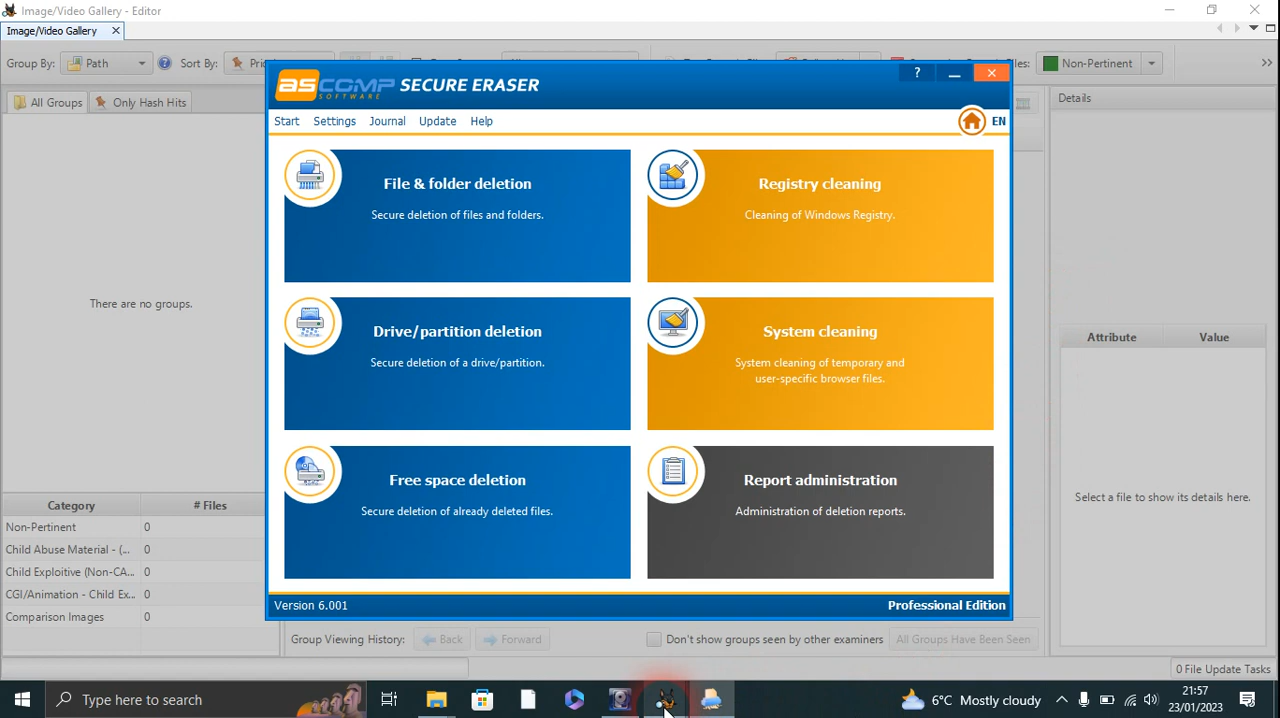 Image/Video Gallery - Editor
Image/Video Gallery
Group By: Path Sort By:
All Groups Only Hash Hits
There are no groups.
Category # Files
Non-Pertinent 0
Child Abuse Material - (... 0
Child Exploitive (Non-CA... 0
CGI/Animation - Child Ex... 0
Comparison Images 0
ASCOMP SOFTWARE SECURE ERASER
?
Start Settings Journal Update Help EN
File & folder deletion
Secure deletion of files and folders.
Registry cleaning
Cleaning of Windows Registry.
Drive/partition deletion
Secure deletion of a drive/partition.
System cleaning
System cleaning of temporary and
user-specific browser files.
Free space deletion
Secure deletion of already deleted files.
Report administration
Administration of deletion reports.
Version 6.001 Professional Edition
Non-Pertinent
Details
Attribute Value
Select a file to show its details here.
Group Viewing History: Back Forward Don't show groups seen by other examiners All Groups Have Been Seen
0 File Update Tasks
Type here to search
6°C Mostly cloudy
21:57
23/01/2023